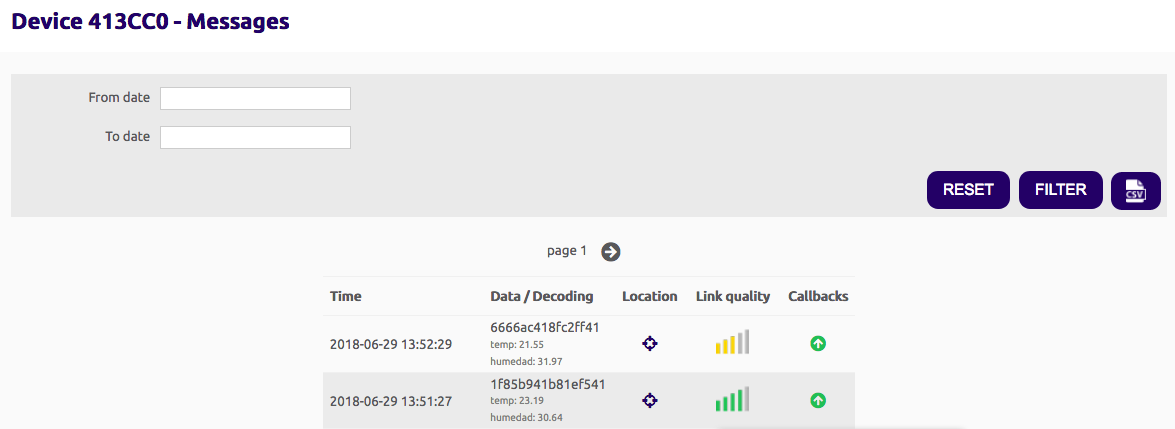 Device 413CC0 - Messages
From date
To date
RESET FILTER CSV
page 1
Time Data / Decoding Location Link quality Callbacks
6666ac418fc2ff41
2018-06-29 13:52:29 temp: 21.55
humedad: 31.97
1f85b941b81ef541
2018-06-29 13:51:27 temp: 23.19
humedad: 30.64